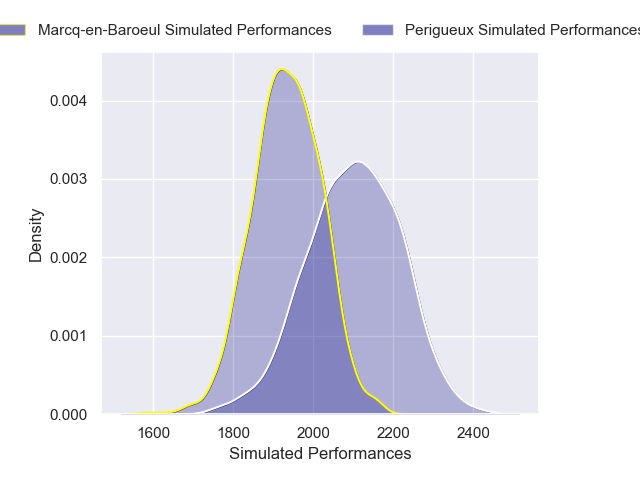 Marcq-en-Baroeul Simulated Performances
Perigueux Simulated Performances
0.004
0.003
0.002
0.001
0.000
Density
1600
1800
2000
2200
2400
Simulated Performances